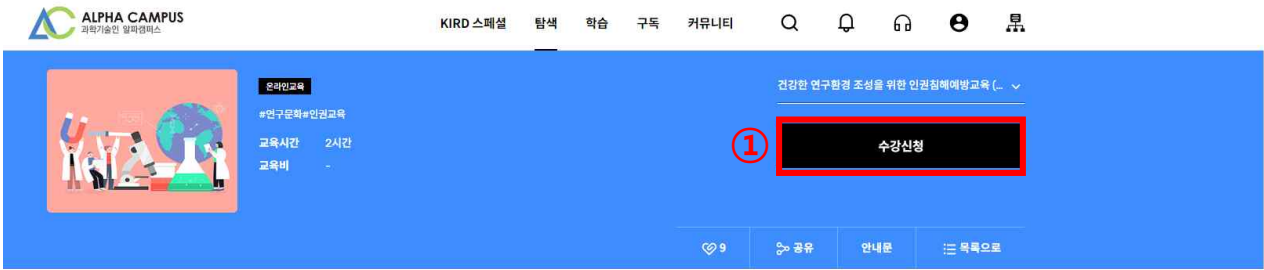 ALPHA CAMPUS
과학기술인 알파캠퍼스
KIRD 스페셜 탐색 학습 구독 커뮤니티
온라인교육
#연구문화#인권교육
교육시간 2시간
교육비 -
건강한 연구환경 조성을 위한 인권침해예방교육 (...
① 수강신청
9 공유 안내문 목록으로